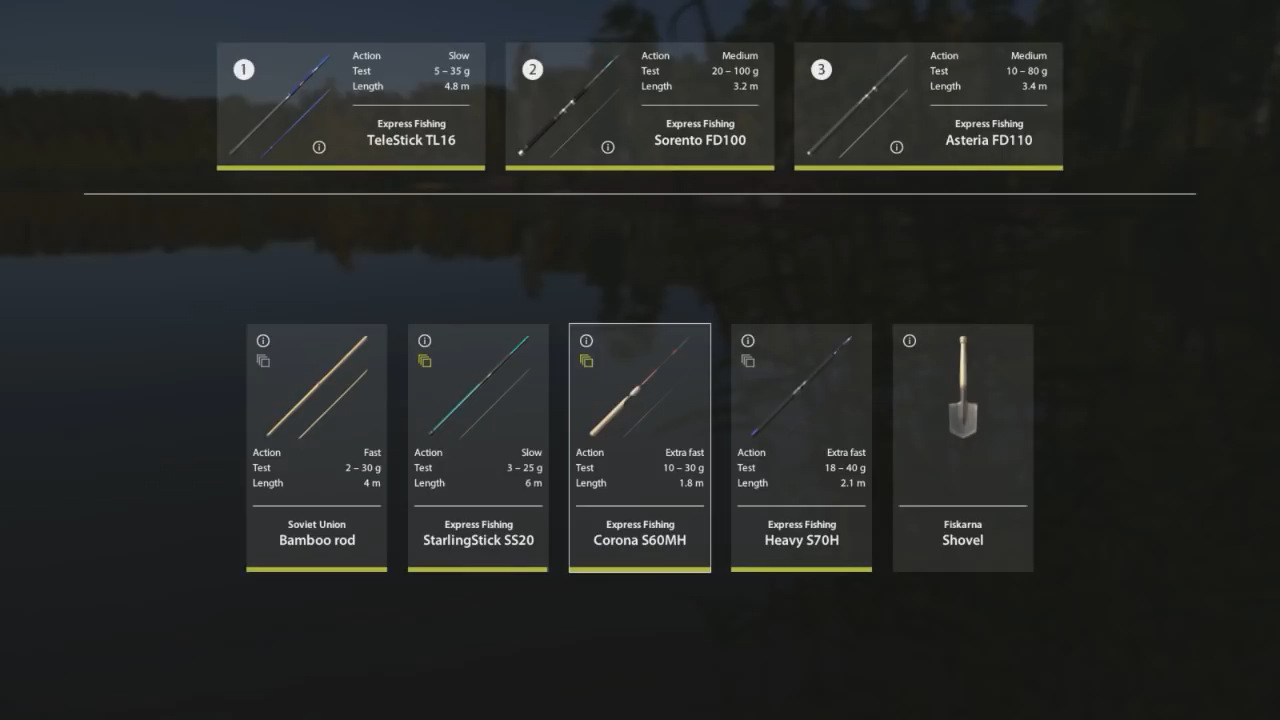 1
Action Slow
Test 5 – 35 g
Length 4.8 m
Express Fishing
TeleStick TL16
2
Action Medium
Test 20 – 100 g
Length 3.2 m
Express Fishing
Sorento FD100
3
Action Medium
Test 10 – 80 g
Length 3.4 m
Express Fishing
Asteria FD110
Action Fast
Test 2 – 30 g
Length 4 m
Soviet Union
Bamboo rod
Action Slow
Test 3 – 25 g
Length 6 m
Express Fishing
StarlingStick SS20
Action Extra fast
Test 10 – 30 g
Length 1.8 m
Express Fishing
Corona S60MH
Action Extra fast
Test 18 – 40 g
Length 2.1 m
Express Fishing
Heavy S70H
Fiskarna
Shovel